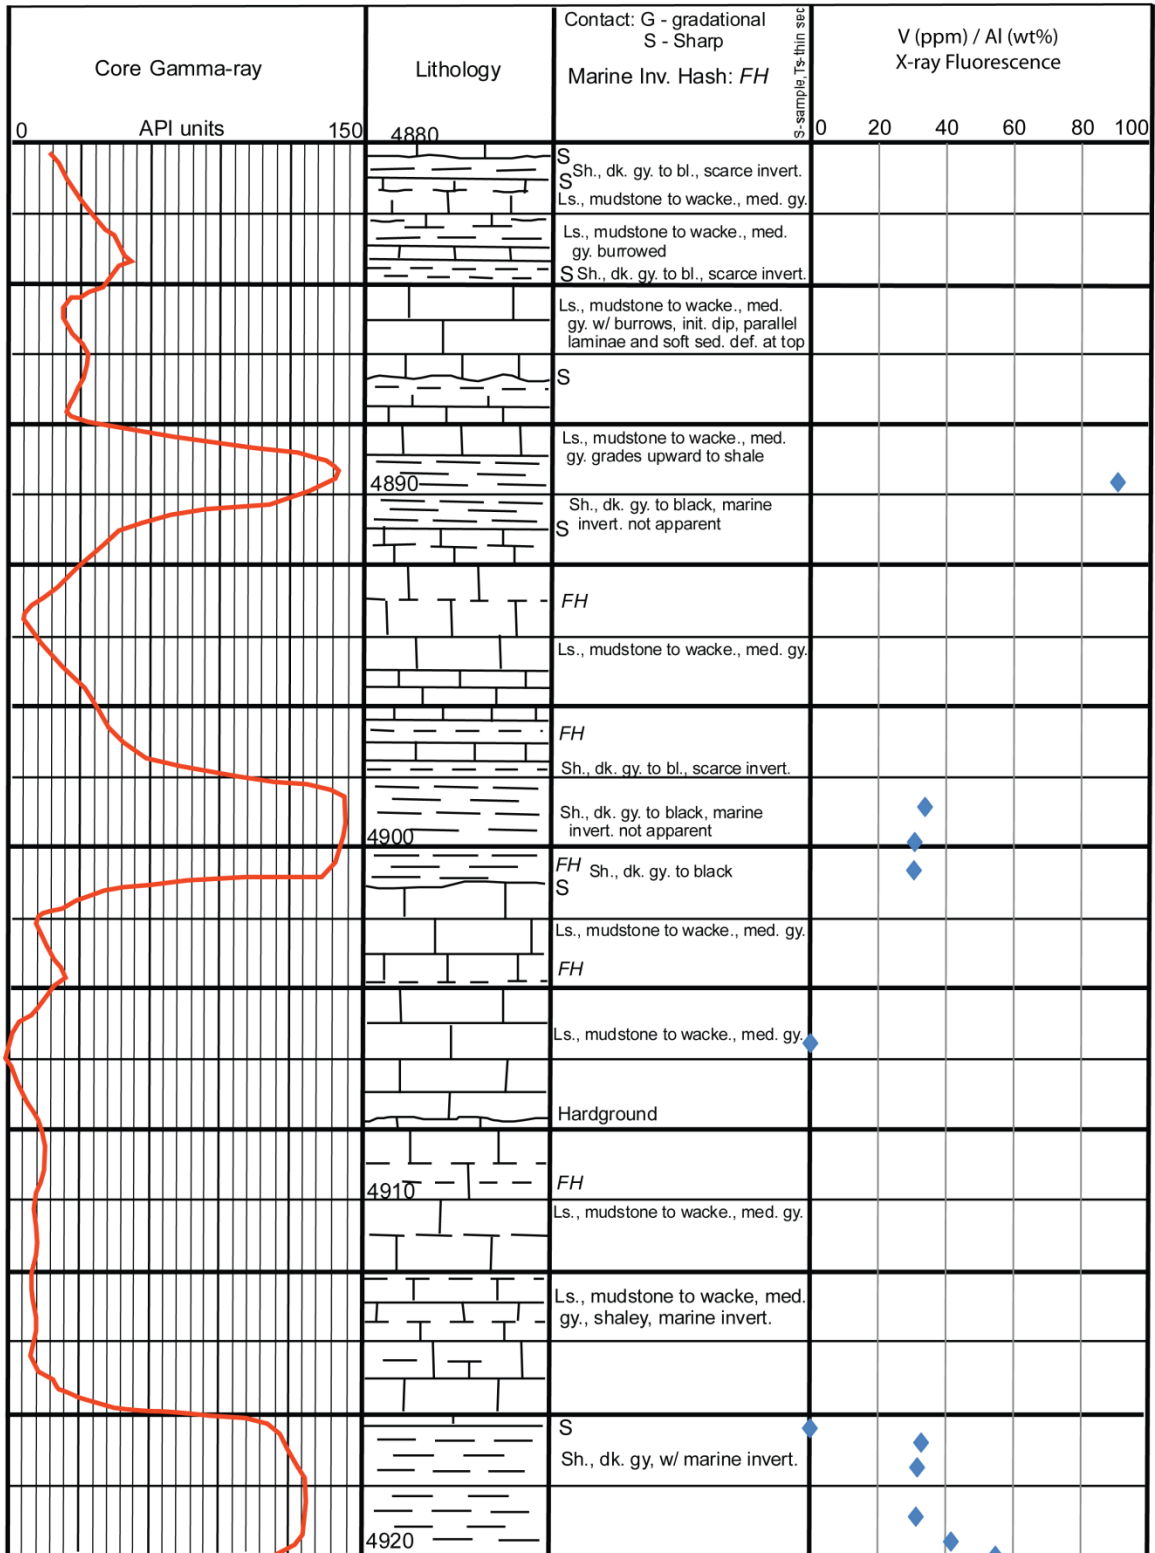 Core Gamma-ray
0 API units 150
Lithology
Contact: G - gradational
S - Sharp
Marine Inv. Hash: FH
S-sample,Ts-thin sec
V (ppm) / Al (wt%)
X-ray Fluorescence
0 20 40 60 80 100
4880
S
Sh., dk. gy. to bl., scarce invert.
S
Ls., mudstone to wacke., med. gy.
Ls., mudstone to wacke., med.
gy. burrowed
S Sh., dk. gy. to bl., scarce invert.
Ls., mudstone to wacke., med.
gy. w/ burrows, init. dip, parallel
laminae and soft sed. def. at top
S
Ls., mudstone to wacke., med.
gy. grades upward to shale
4890
Sh., dk. gy. to black, marine
S invert. not apparent
FH
Ls., mudstone to wacke., med. gy.
FH
Sh., dk. gy. to bl., scarce invert.
Sh., dk. gy. to black, marine
invert. not apparent
4900
FH Sh., dk. gy. to black
S
Ls., mudstone to wacke., med. gy.
FH
Ls., mudstone to wacke., med. gy.
Hardground
4910
FH
Ls., mudstone to wacke., med. gy.
Ls., mudstone to wacke, med.
gy., shaley, marine invert.
S
Sh., dk. gy, w/ marine invert.
4920